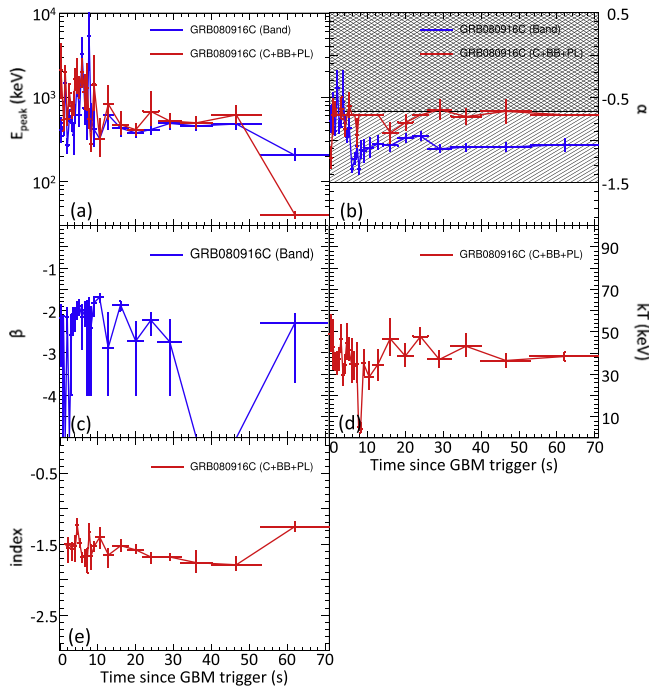 10⁴
10³
10²
E_peak (keV)
GRB080916C (Band)
GRB080916C (C+BB+PL)
(a)
GRB080916C (Band)
GRB080916C (C+BB+PL)
(b)
0.5
-0.5
-1.5
α
-1
-2
-3
-4
β
GRB080916C (Band)
(c)
GRB080916C (C+BB+PL)
(d)
90
70
50
30
10
kT (keV)
0 10 20 30 40 50 60 70
Time since GBM trigger (s)
-0.5
-1.5
-2.5
index
GRB080916C (C+BB+PL)
(e)
0 10 20 30 40 50 60 70
Time since GBM trigger (s)